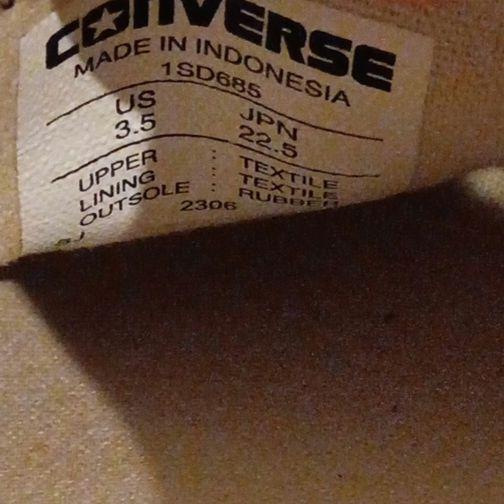 CONVERSE
MADE IN INDONESIA
1SD685
US JPN
3.5 22.5
UPPER : TEXTILE
LINING : TEXTILE
OUTSOLE : RUBBER
2306